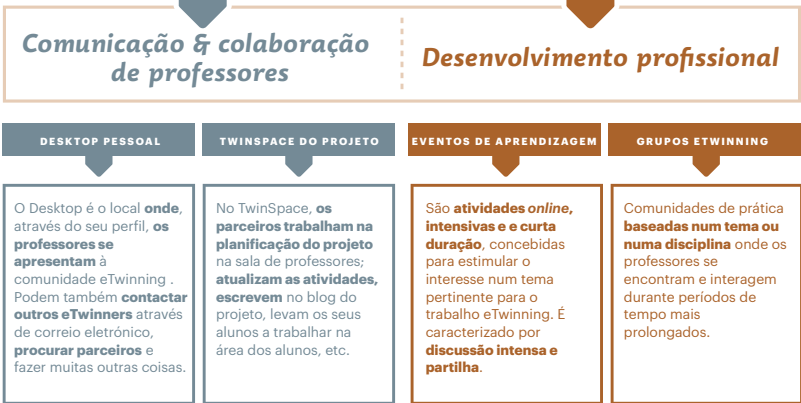 Comunicação & colaboração
de professores
Desenvolvimento profissional
DESKTOP PESSOAL
O Desktop é o local onde,
através do seu perfil, os
professores se
apresentam à
comunidade eTwinning .
Podem também contactar
outros eTwinners através
de correio eletrónico,
procurar parceiros e
fazer muitas outras coisas.
TWINSPACE DO PROJETO
No TwinSpace, os
parceiros trabalham na
planificação do projeto
na sala de professores;
atualizam as atividades,
escrevem no blog do
projeto, levam os seus
alunos a trabalhar na
área dos alunos, etc.
EVENTOS DE APRENDIZAGEM
São atividades online,
intensivas e e curta
duração, concebidas
para estimular o
interesse num tema
pertinente para o
trabalho eTwinning. É
caracterizado por
discussão intensa e
partilha.
GRUPOS ETWINNING
Comunidades de prática
baseadas num tema ou
numa disciplina onde os
professores se
encontram e interagem
durante períodos de
tempo mais
prolongados.